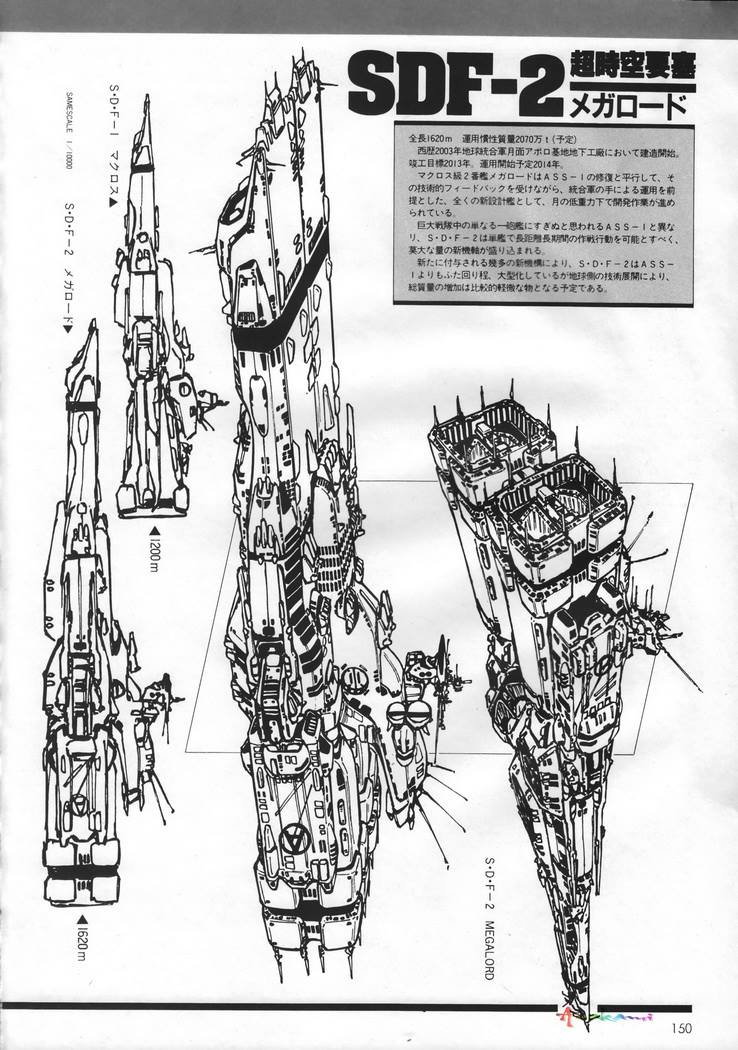 SDF-2
超時空要塞
メガロード
全長1620m 運用慣性質量2070万t(予定)
西歴2003年地球統合軍月面アポロ基地地下工廠において建造開始。
竣工目標2013年。運用開始予定2014年。
マクロス級2番艦メガロードはASS-1の修復と平行して、そ
の技術的フィードバックを受けながら、統合軍の手による運用を前
提とした、全くの新設計艦として、月の低重力下で開発作業が進め
られている。
巨大戦隊中の単なる一砲艦にすぎぬと思われるASS-1と異な
り、S・D・F-2は単艦で長距離長期間の作戦行動を可能とすべく、
莫大な量の新機軸が盛り込まれる。
新たに付与される幾多の新機構により、S・D・F-2はASS-
1よりもふた回り程、大型化しているが地球側の技術展開により、
総質量の増加は比較的軽微な物となる予定である。
S・D・F-1 マクロス▶
SAMESCALE 1/10000
S・D・F-2 メガロード▶
◀1200m
◀1620m
S・D・F-2 MEGALORD
150